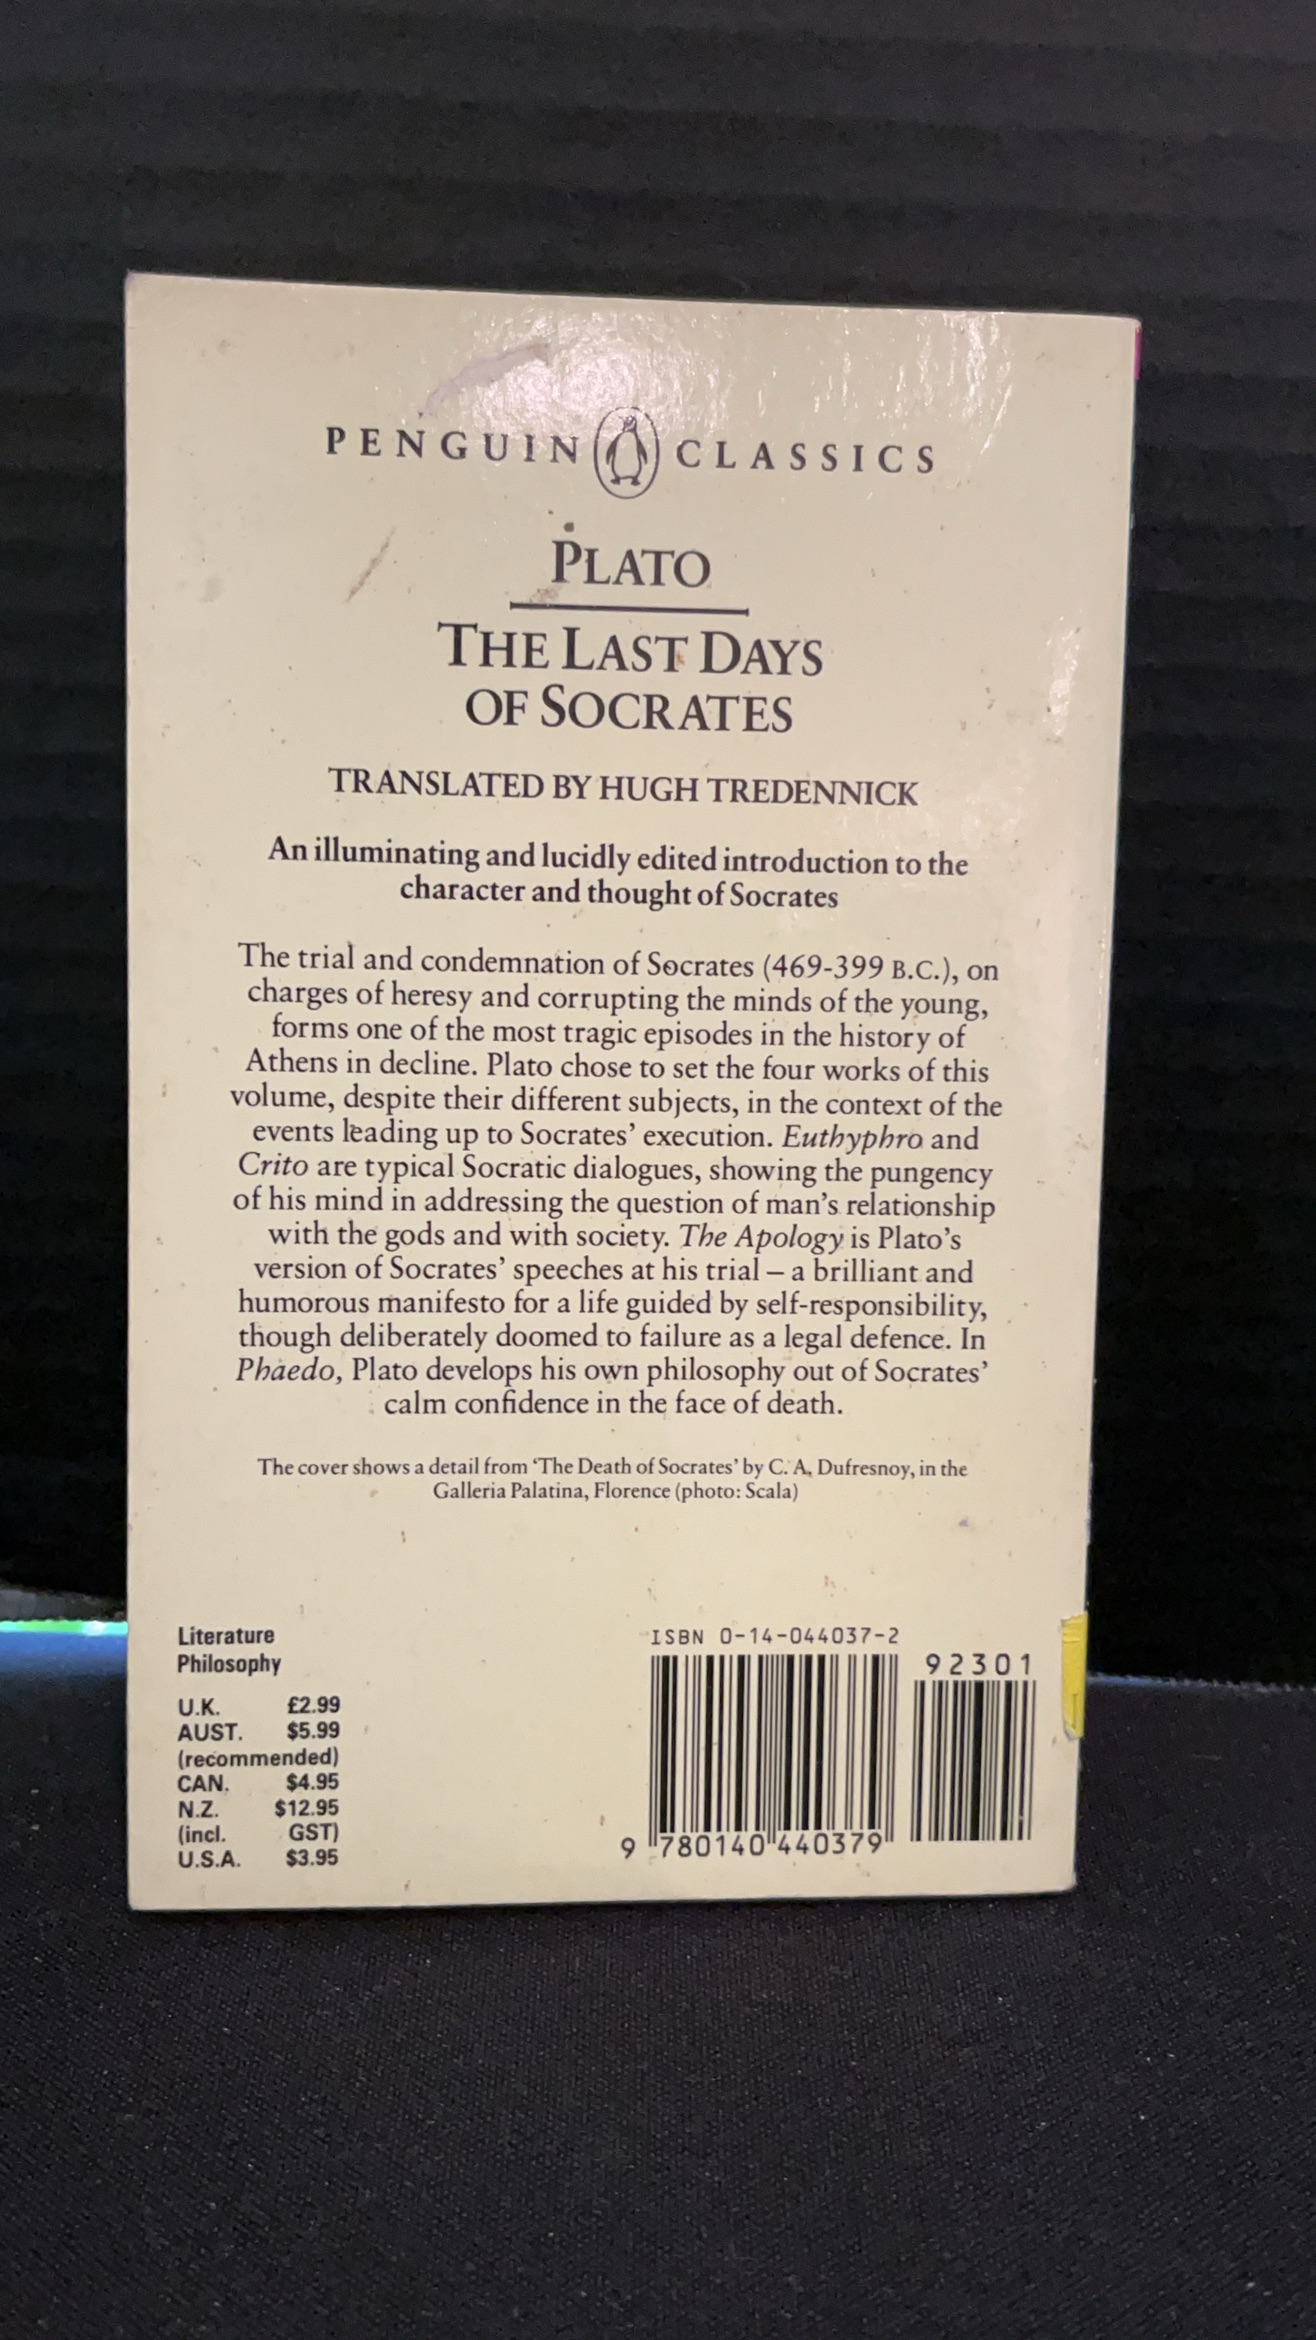 PENGUIN CLASSICS
PLATO
THE LAST DAYS
OF SOCRATES
TRANSLATED BY HUGH TREDENNICK
An illuminating and lucidly edited introduction to the
character and thought of Socrates
The trial and condemnation of Socrates (469-399 B.C.), on
charges of heresy and corrupting the minds of the young,
forms one of the most tragic episodes in the history of
Athens in decline. Plato chose to set the four works of this
volume, despite their different subjects, in the context of the
events leading up to Socrates’ execution. Euthyphro and
Crito are typical Socratic dialogues, showing the pungency
of his mind in addressing the question of man’s relationship
with the gods and with society. The Apology is Plato’s
version of Socrates’ speeches at his trial – a brilliant and
humorous manifesto for a life guided by self-responsibility,
though deliberately doomed to failure as a legal defence. In
Phaedo, Plato develops his own philosophy out of Socrates’
calm confidence in the face of death.
The cover shows a detail from ‘The Death of Socrates’ by C. A. Dufresnoy, in the
Galleria Palatina, Florence (photo: Scala)
Literature
Philosophy
U.K. £2.99
AUST. $5.99
(recommended)
CAN. $4.95
N.Z. $12.95
(incl. GST)
U.S.A. $3.95
ISBN 0-14-044037-2
92301
9 780140 440379